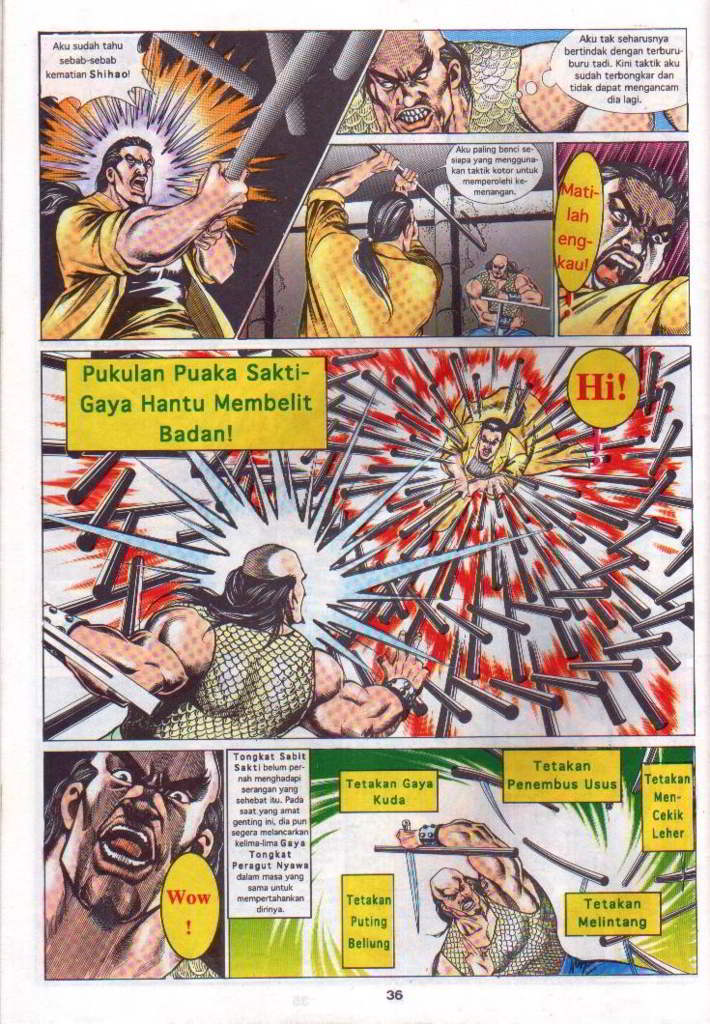 Aku sudah tahu
sebab-sebab
kematian Shihao!
Aku tak seharusnya
bertindak dengan terburu-
buru tadi. Kini taktik aku
sudah terbongkar dan
tidak dapat mengancam
dia lagi.
Aku paling benci se-
siapa yang mengguna-
kan taktik kotor untuk
memperolehi ke-
menangan.
Mati-
lah
eng-
kau!
Pukulan Puaka Sakti-
Gaya Hantu Membelit
Badan!
Hi!
Wow
!
Tongkat Sabit
Sakti belum per-
nah menghadapi
serangan yang
sehebat itu. Pada
saat yang amat
genting ini, dia pun
segera melancarkan
kelima-lima Gaya
Tongkat
Peragut Nyawa
dalam masa yang
sama untuk
mempertahankan
dirinya.
Tetakan Gaya
Kuda
Tetakan
Penembus Usus
Tetakan
Men-
Cekik
Leher
Tetakan
Puting
Beliung
Tetakan
Melintang
36